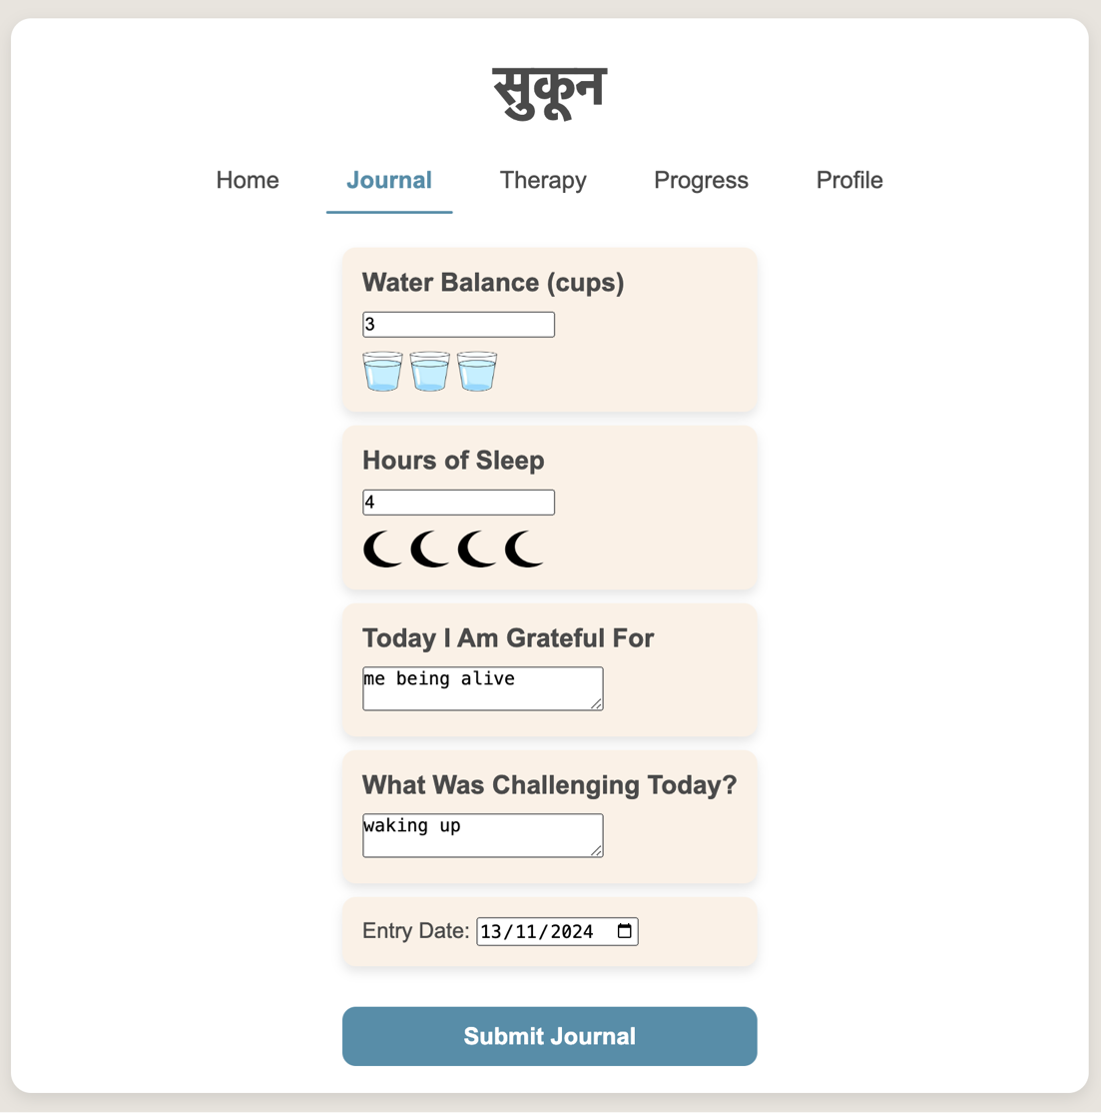 सुकून
Home Journal Therapy Progress Profile
Water Balance (cups)
3
Hours of Sleep
4
Today I Am Grateful For
me being alive
What Was Challenging Today?
waking up
Entry Date: 13/11/2024
Submit Journal